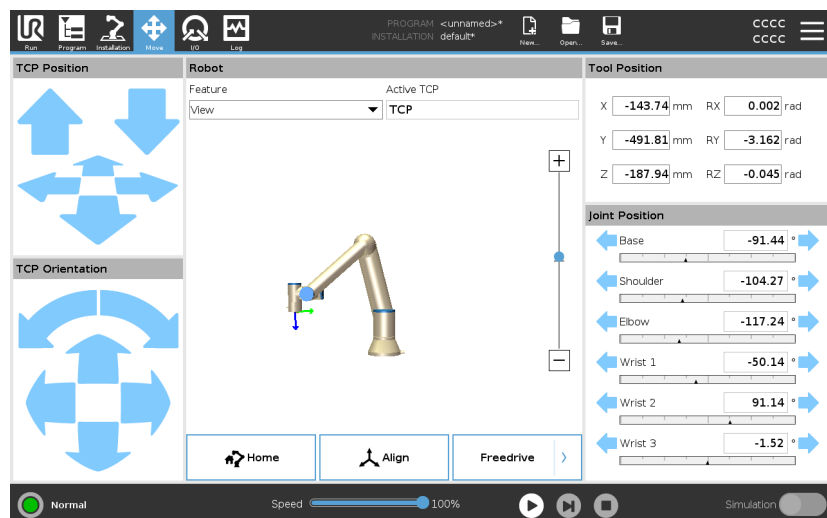 UR
Run
Program
Installation
Move
I/O
Log
PROGRAM <unnamed>*
INSTALLATION default*
New...
Open...
Save...
CCCC
CCCC
TCP Position
Robot
Feature
Active TCP
View
TCP
TCP Orientation
Home
Align
Freedrive
Tool Position
X -143.74 mm RX 0.002 rad
Y -491.81 mm RY -3.162 rad
Z -187.94 mm RZ -0.045 rad
Joint Position
Base -91.44 °
Shoulder -104.27 °
Elbow -117.24 °
Wrist 1 -50.14 °
Wrist 2 91.14 °
Wrist 3 -1.52 °
Normal
Speed 100%
Simulation